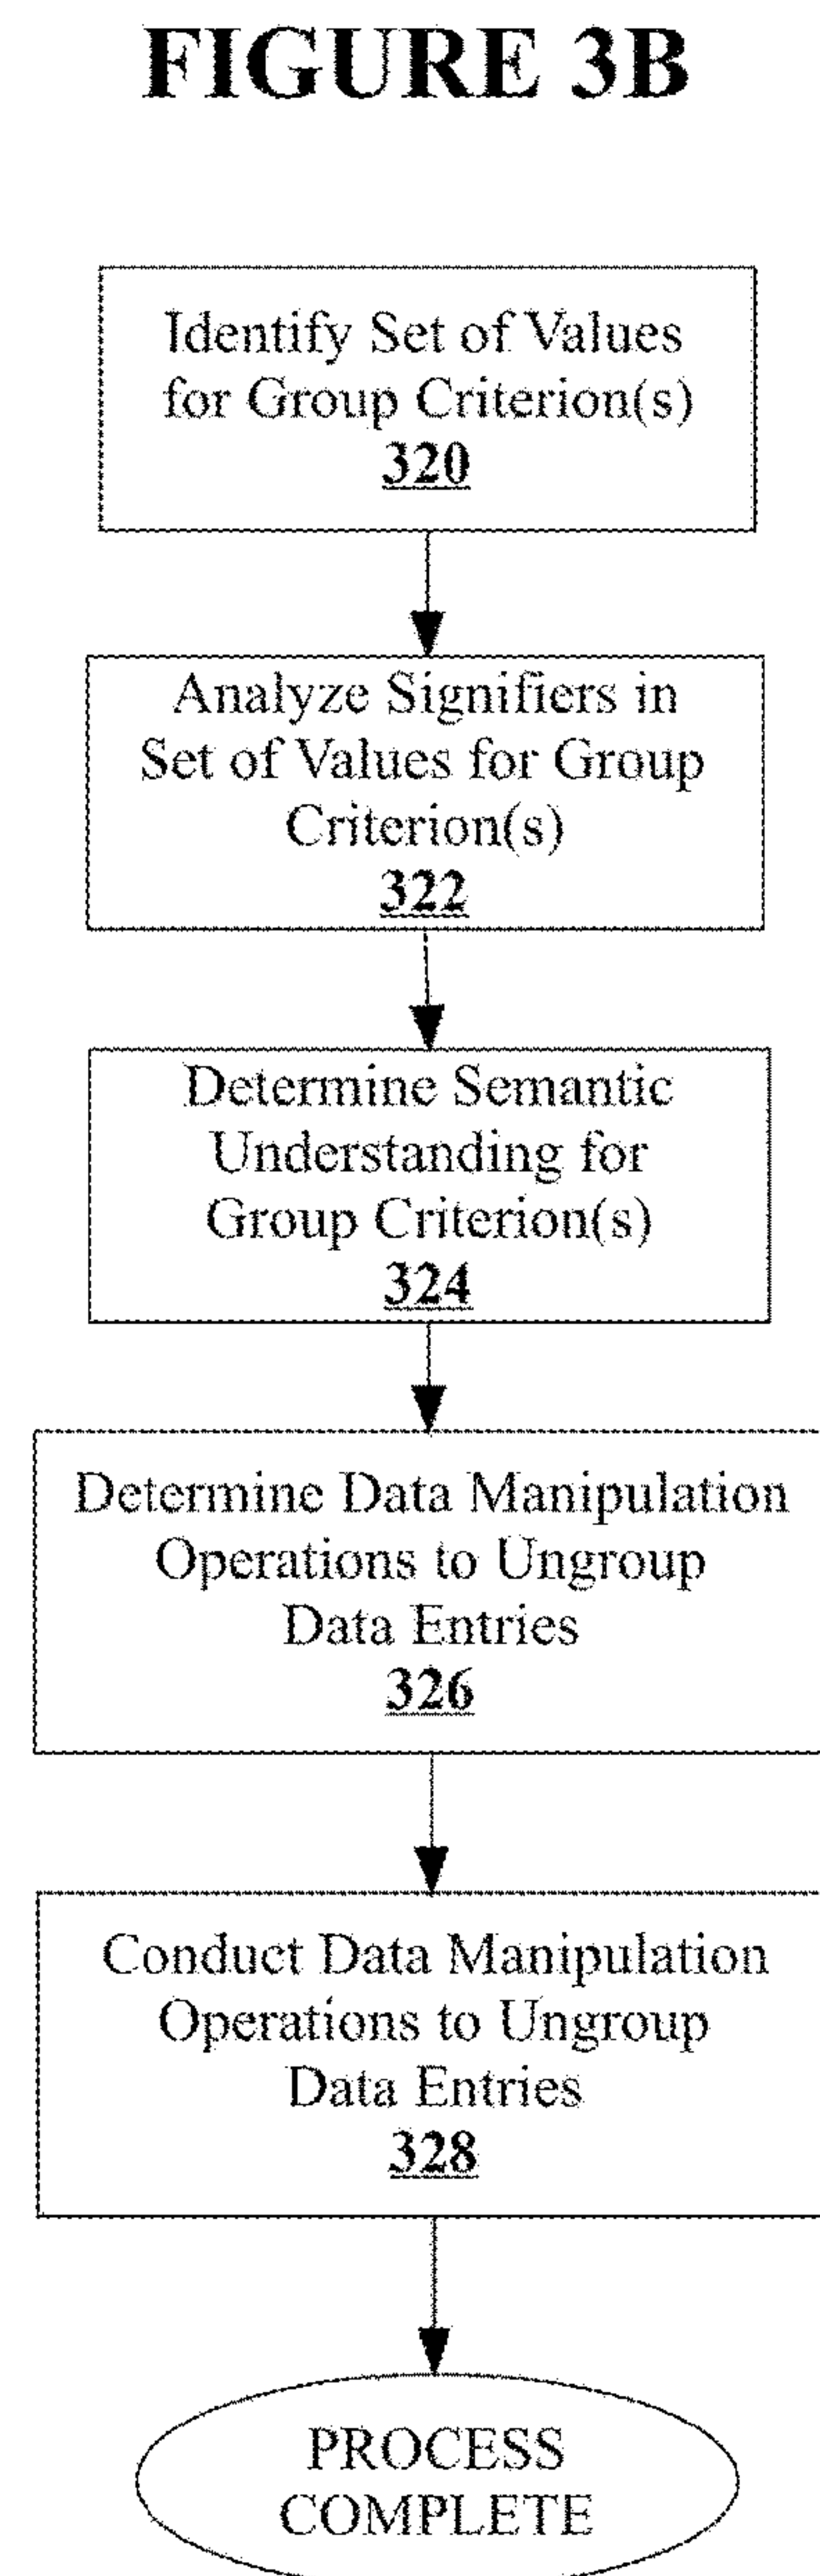 FIGURE 3B
Identify Set of Values
for Group Criterion(s)
320
Analyze Signifiers in
Set of Values for Group
Criterion(s)
322
Determine Semantic
Understanding for
Group Criterion(s)
324
Determine Data Manipulation
Operations to Ungroup
Data Entries
326
Conduct Data Manipulation
Operations to Ungroup
Data Entries
328
PROCESS
COMPLETE